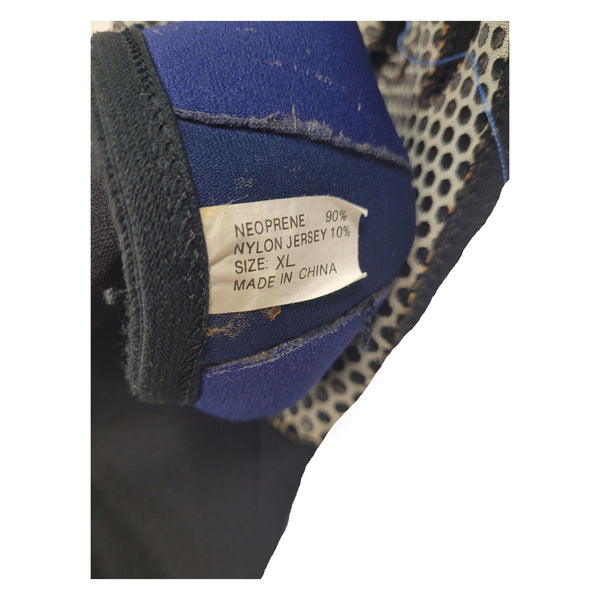 NEOPRENE 90%
NYLON JERSEY 10%
SIZE: XL
MADE IN CHINA